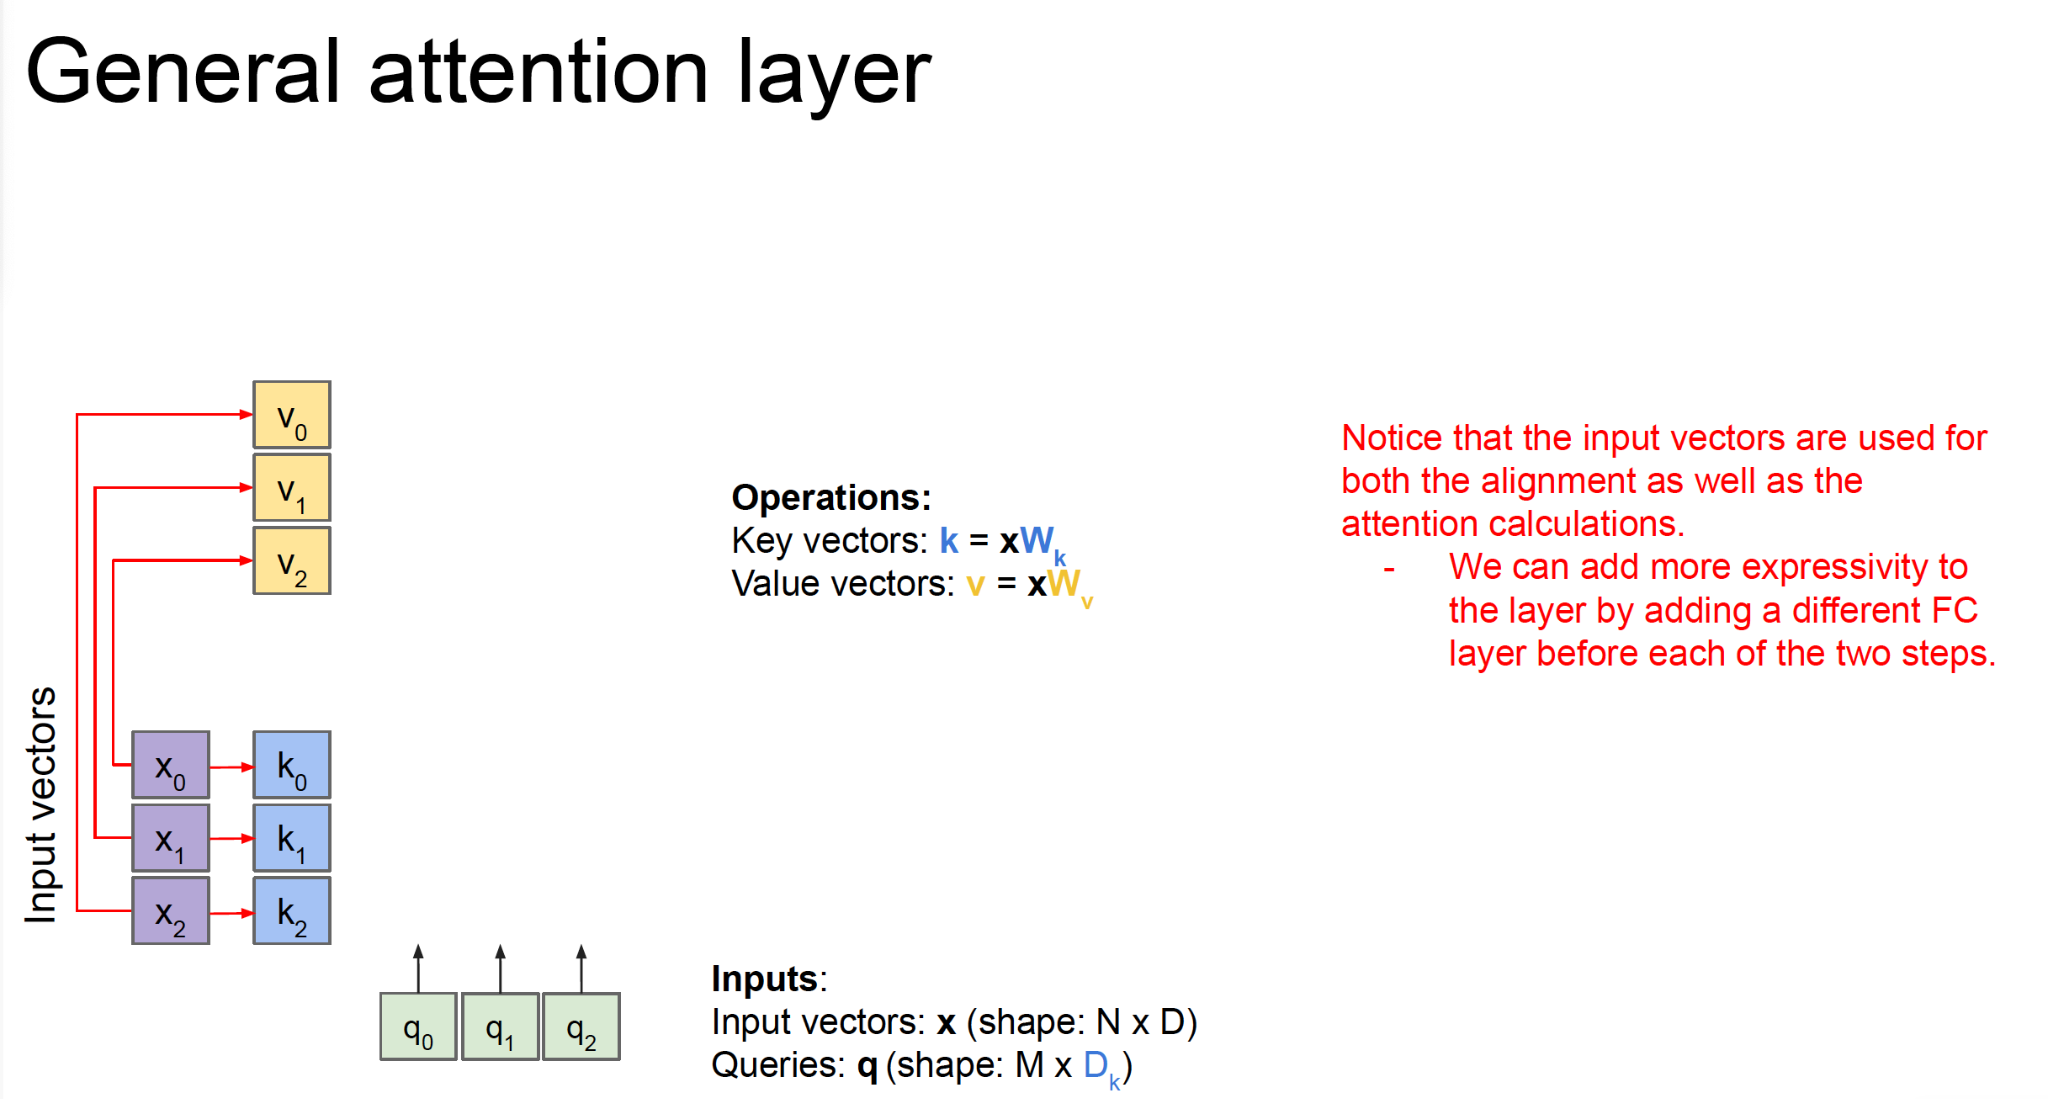 General attention layer
v0
v1
v2
Operations:
Key vectors: k = xWk
Value vectors: v = xWv
Notice that the input vectors are used for
both the alignment as well as the
attention calculations.
- We can add more expressivity to
the layer by adding a different FC
layer before each of the two steps.
Input vectors
x0 k0
x1 k1
x2 k2
q0 q1 q2
Inputs:
Input vectors: x (shape: N x D)
Queries: q (shape: M x Dk)